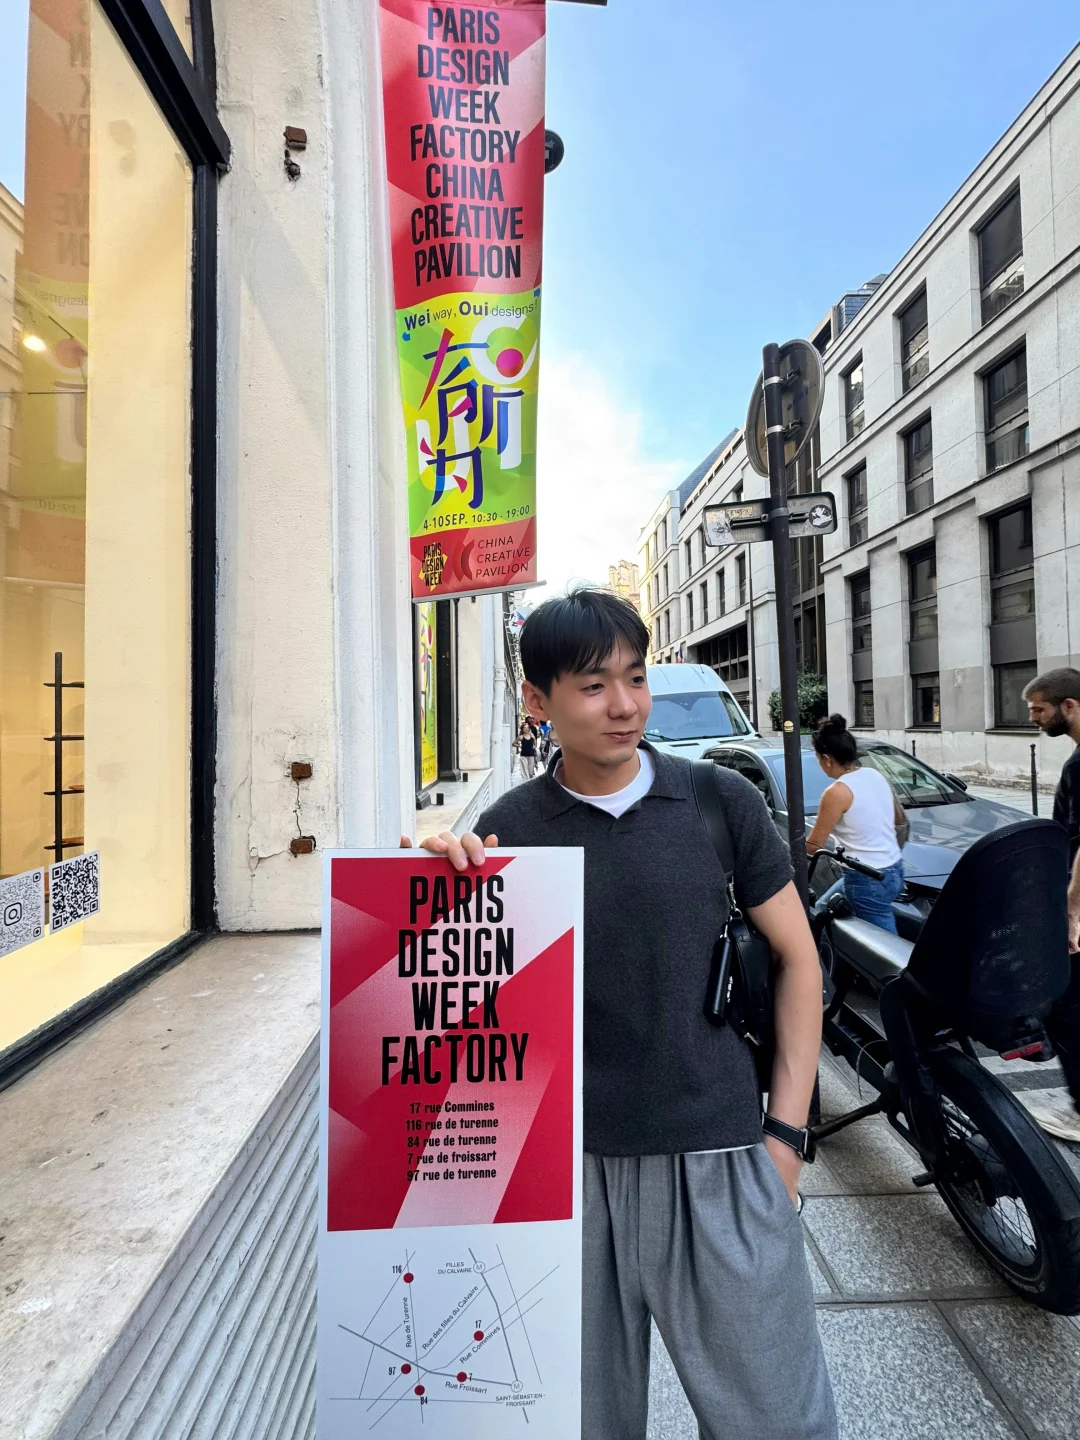 PARIS
DESIGN
WEEK
FACTORY
CHINA
CREATIVE
PAVILION
Wei way, Oui designs!
有所
为
4-10SEP. 10:30 - 19:00
PARIS
DESIGN
WEEK
CHINA
CREATIVE
PAVILION
PARIS
DESIGN
WEEK
FACTORY
17 rue Commines
116 rue de turenne
84 rue de turenne
7 rue de froissart
97 rue de turenne
116
FILLES
DU CALVAIRE
M
Rue de Turenne
Rue des filles du Calvaire
17
Rue Commines
97
7
Rue Froissart
84
M
SAINT-SÉBASTIEN -
FROISSART